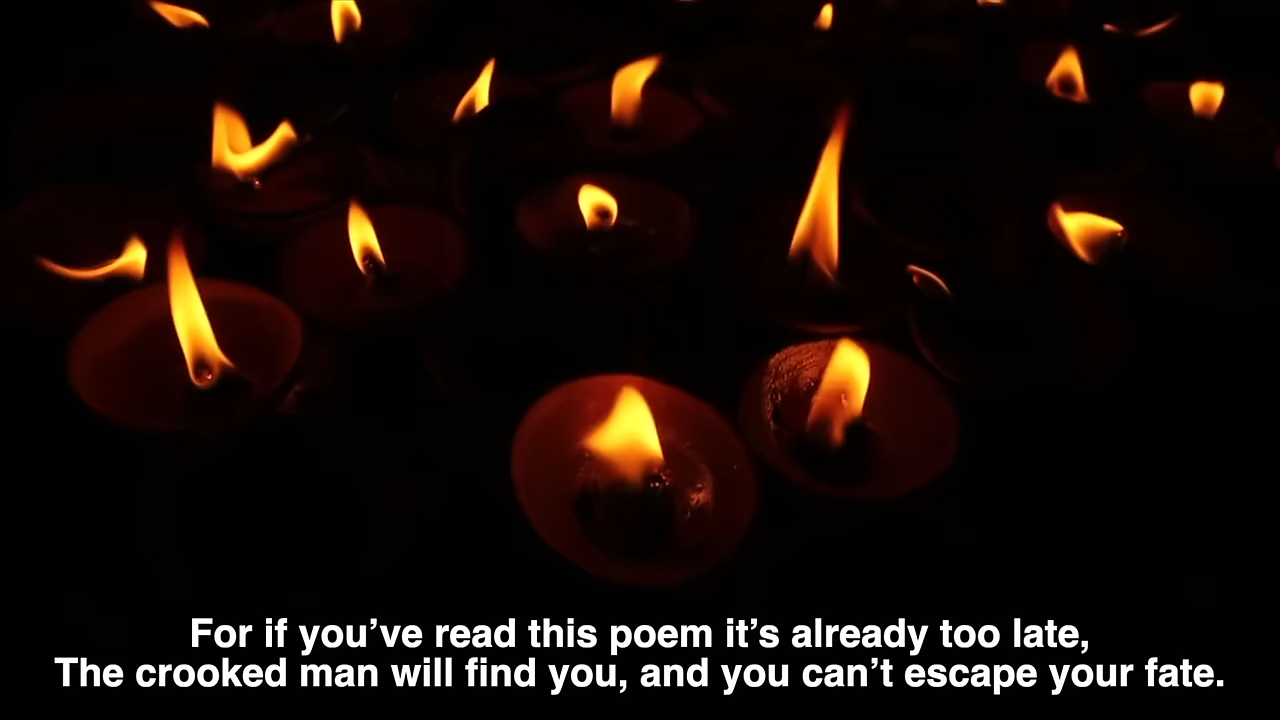 For if you’ve read this poem it’s already too late,
The crooked man will find you, and you can’t escape your fate.